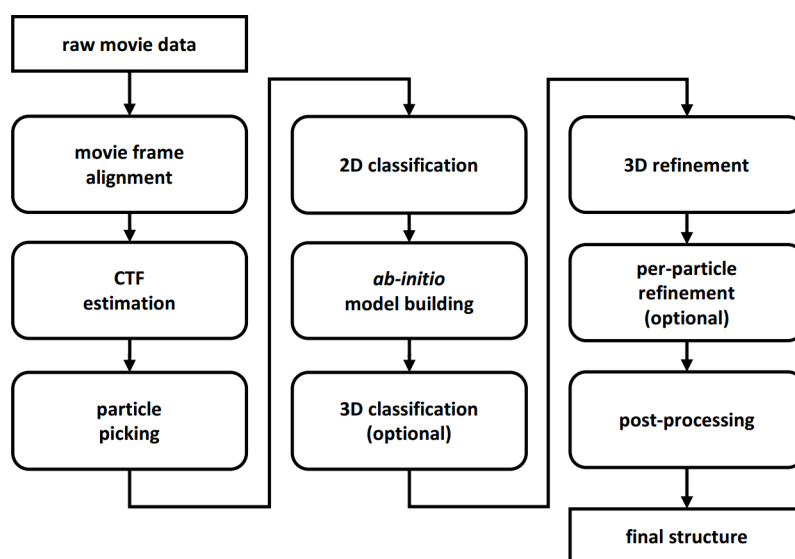 raw movie data
movie frame
alignment
CTF
estimation
particle
picking
2D classification
ab-initio
model building
3D classification
(optional)
3D refinement
per-particle
refinement
(optional)
post-processing
final structure